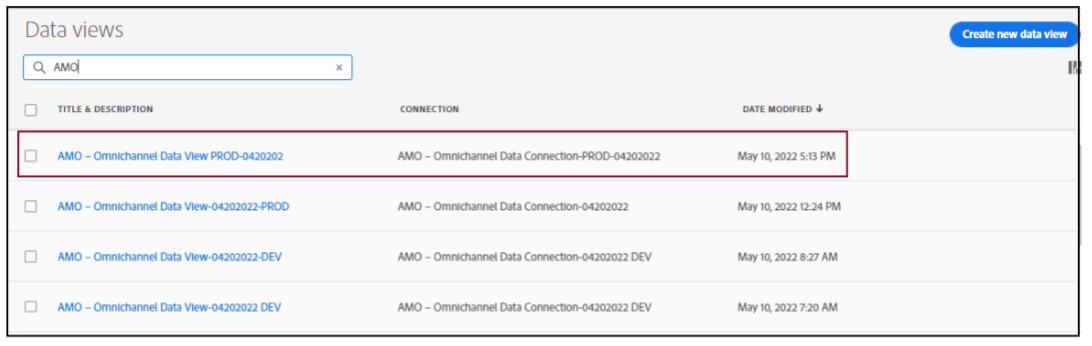 Data views
Create new data view
AMO
TITLE & DESCRIPTION CONNECTION DATE MODIFIED
AMO – Omnichannel Data View PROD-0420202 AMO – Omnichannel Data Connection-PROD-04202022 May 10, 2022 5:13 PM
AMO – Omnichannel Data View-04202022-PROD AMO – Omnichannel Data Connection-04202022 May 10, 2022 12:24 PM
AMO – Omnichannel Data View-04202022-DEV AMO – Omnichannel Data Connection-04202022 DEV May 10, 2022 8:27 AM
AMO – Omnichannel Data View-04202022 DEV AMO – Omnichannel Data Connection-04202022 DEV May 10, 2022 7:20 AM